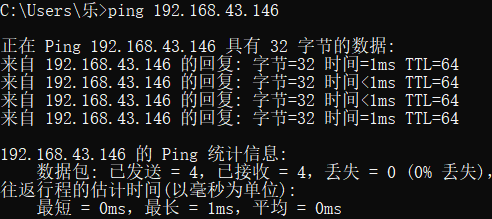 C:\Users\乐>ping 192.168.43.146
正在 Ping 192.168.43.146 具有 32 字节的数据:
来自 192.168.43.146 的回复: 字节=32 时间=1ms TTL=64
来自 192.168.43.146 的回复: 字节=32 时间<1ms TTL=64
来自 192.168.43.146 的回复: 字节=32 时间<1ms TTL=64
来自 192.168.43.146 的回复: 字节=32 时间=1ms TTL=64
192.168.43.146 的 Ping 统计信息:
数据包: 已发送 = 4，已接收 = 4，丢失 = 0 (0% 丢失)，
往返行程的估计时间(以毫秒为单位):
最短 = 0ms，最长 = 1ms，平均 = 0ms